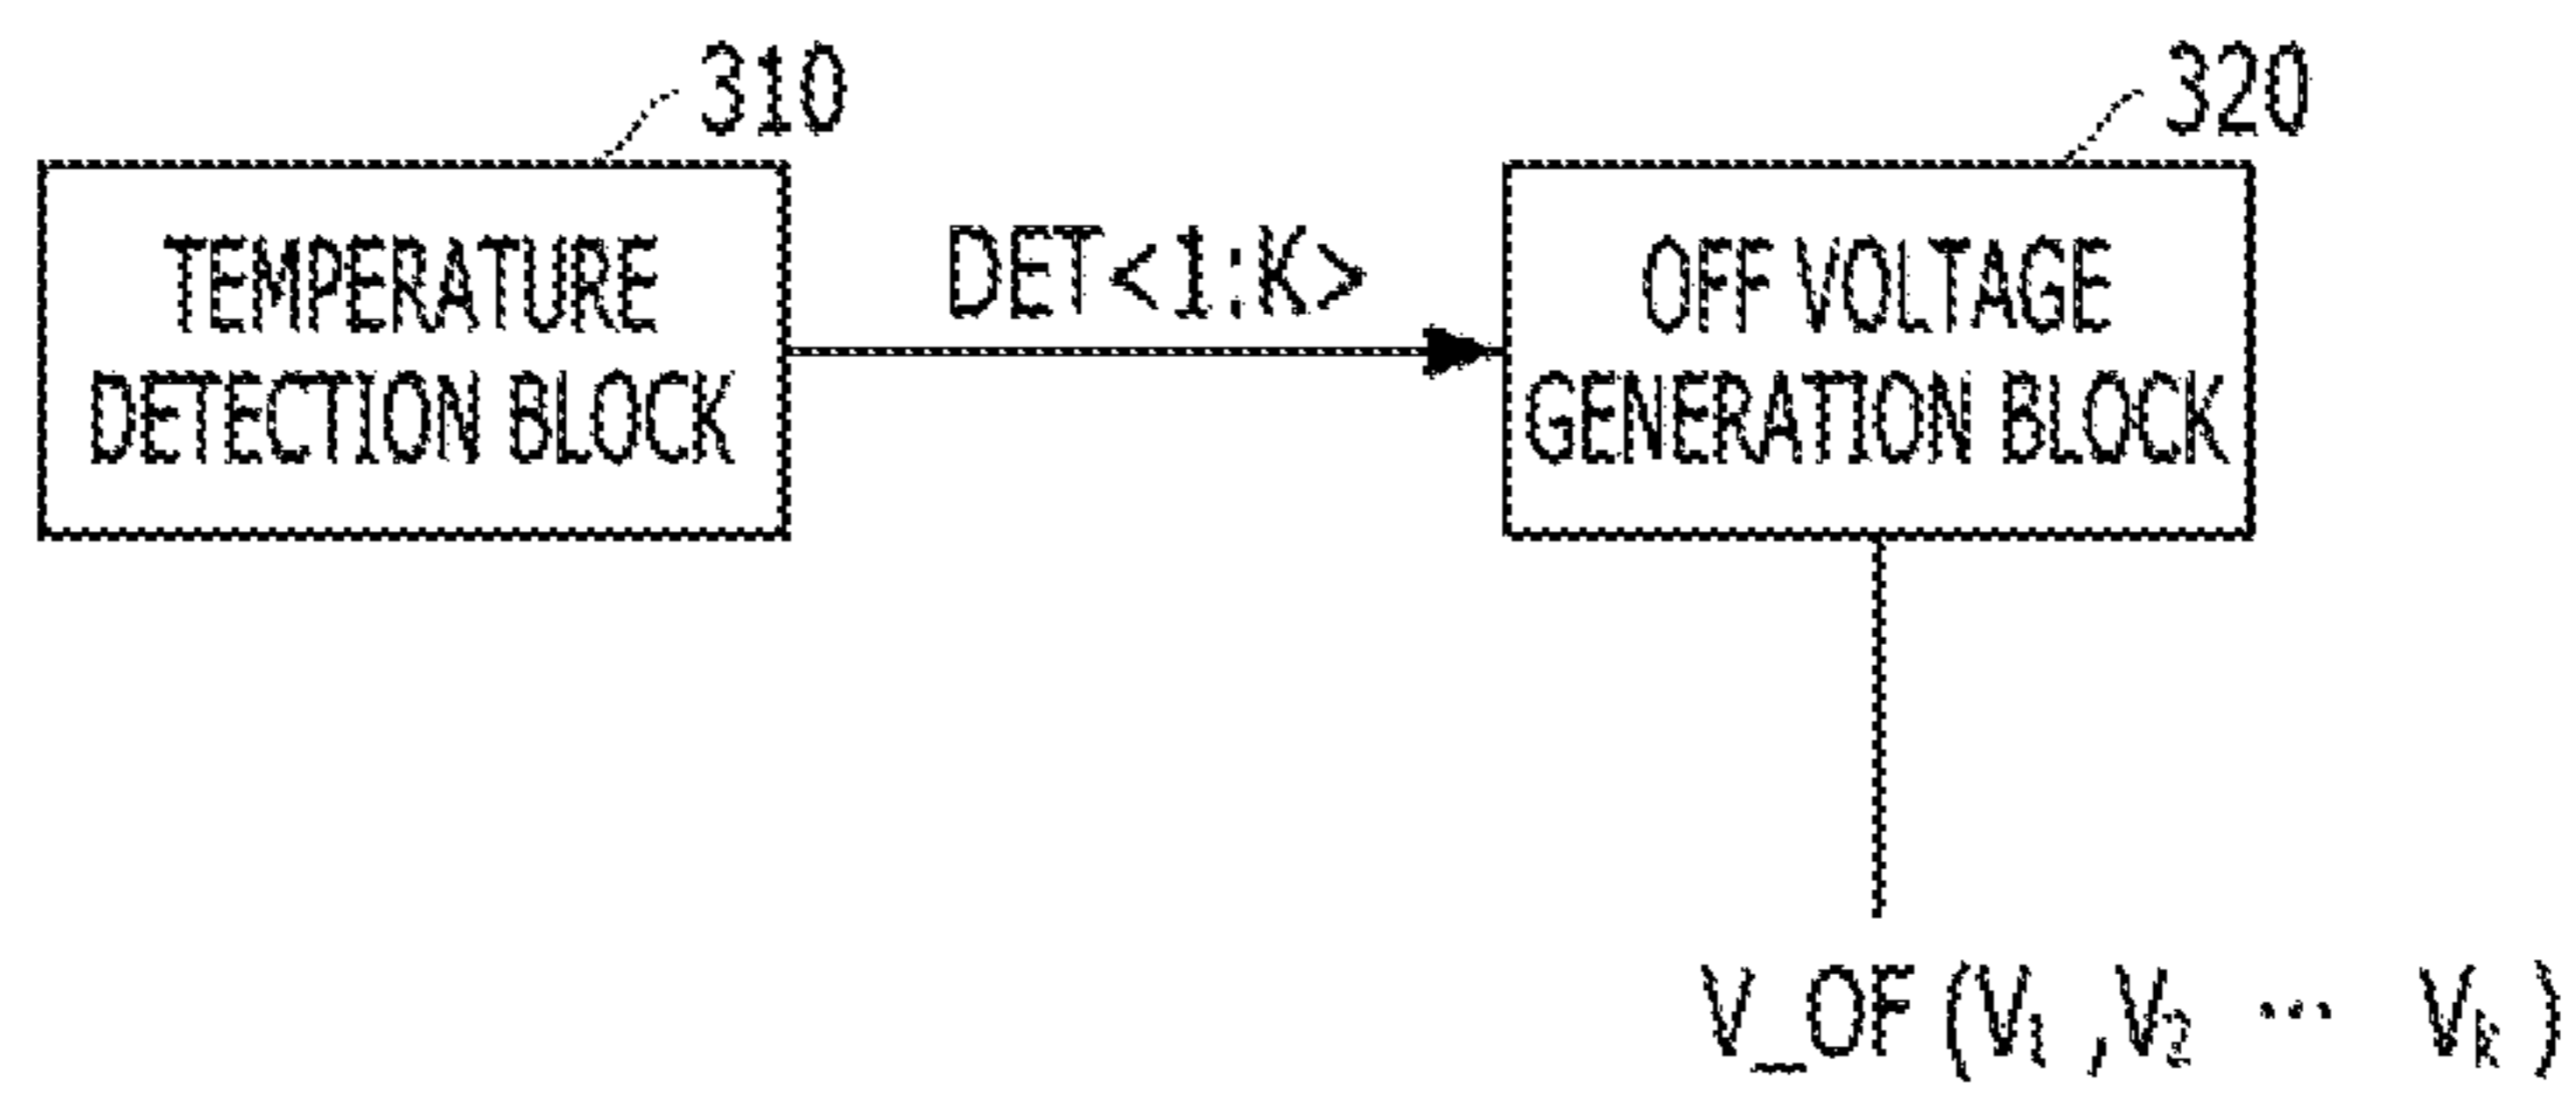 310
320
TEMPERATURE
DETECTION BLOCK
DET<1:K>
OFF VOLTAGE
GENERATION BLOCK
V_OF (V₁ ,V₂ ··· Vₖ )